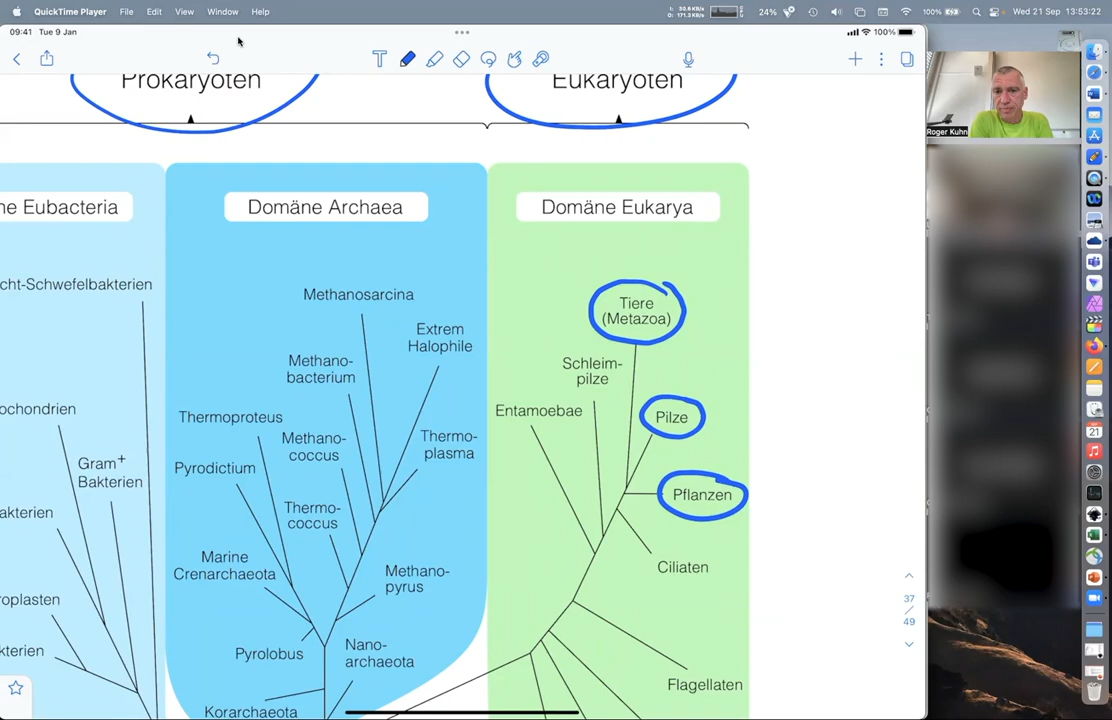 QuickTime Player File Edit View Window Help
24% 100% Wed 21 Sep 13:53:22
09:41 Tue 9 Jan
100%
Prokaryoten
Eukaryoten
Roger Kuhn
ne Eubacteria
Domäne Archaea
Domäne Eukarya
cht-Schwefelbakterien
Methanosarcina
Tiere
(Metazoa)
Extrem
Halophile
Methano-
bacterium
Schleim-
pilze
ochondrien
Thermoproteus
Entamoebae
Pilze
Methano-
coccus
Thermo-
plasma
Gram+
Bakterien
Pyrodictium
Pflanzen
akterien
Thermo-
coccus
Marine
Crenarchaeota
Methano-
pyrus
Ciliaten
37
/
49
roplasten
kterien
Pyrolobus
Nano-
archaeota
Flagellaten
Korarchaeota